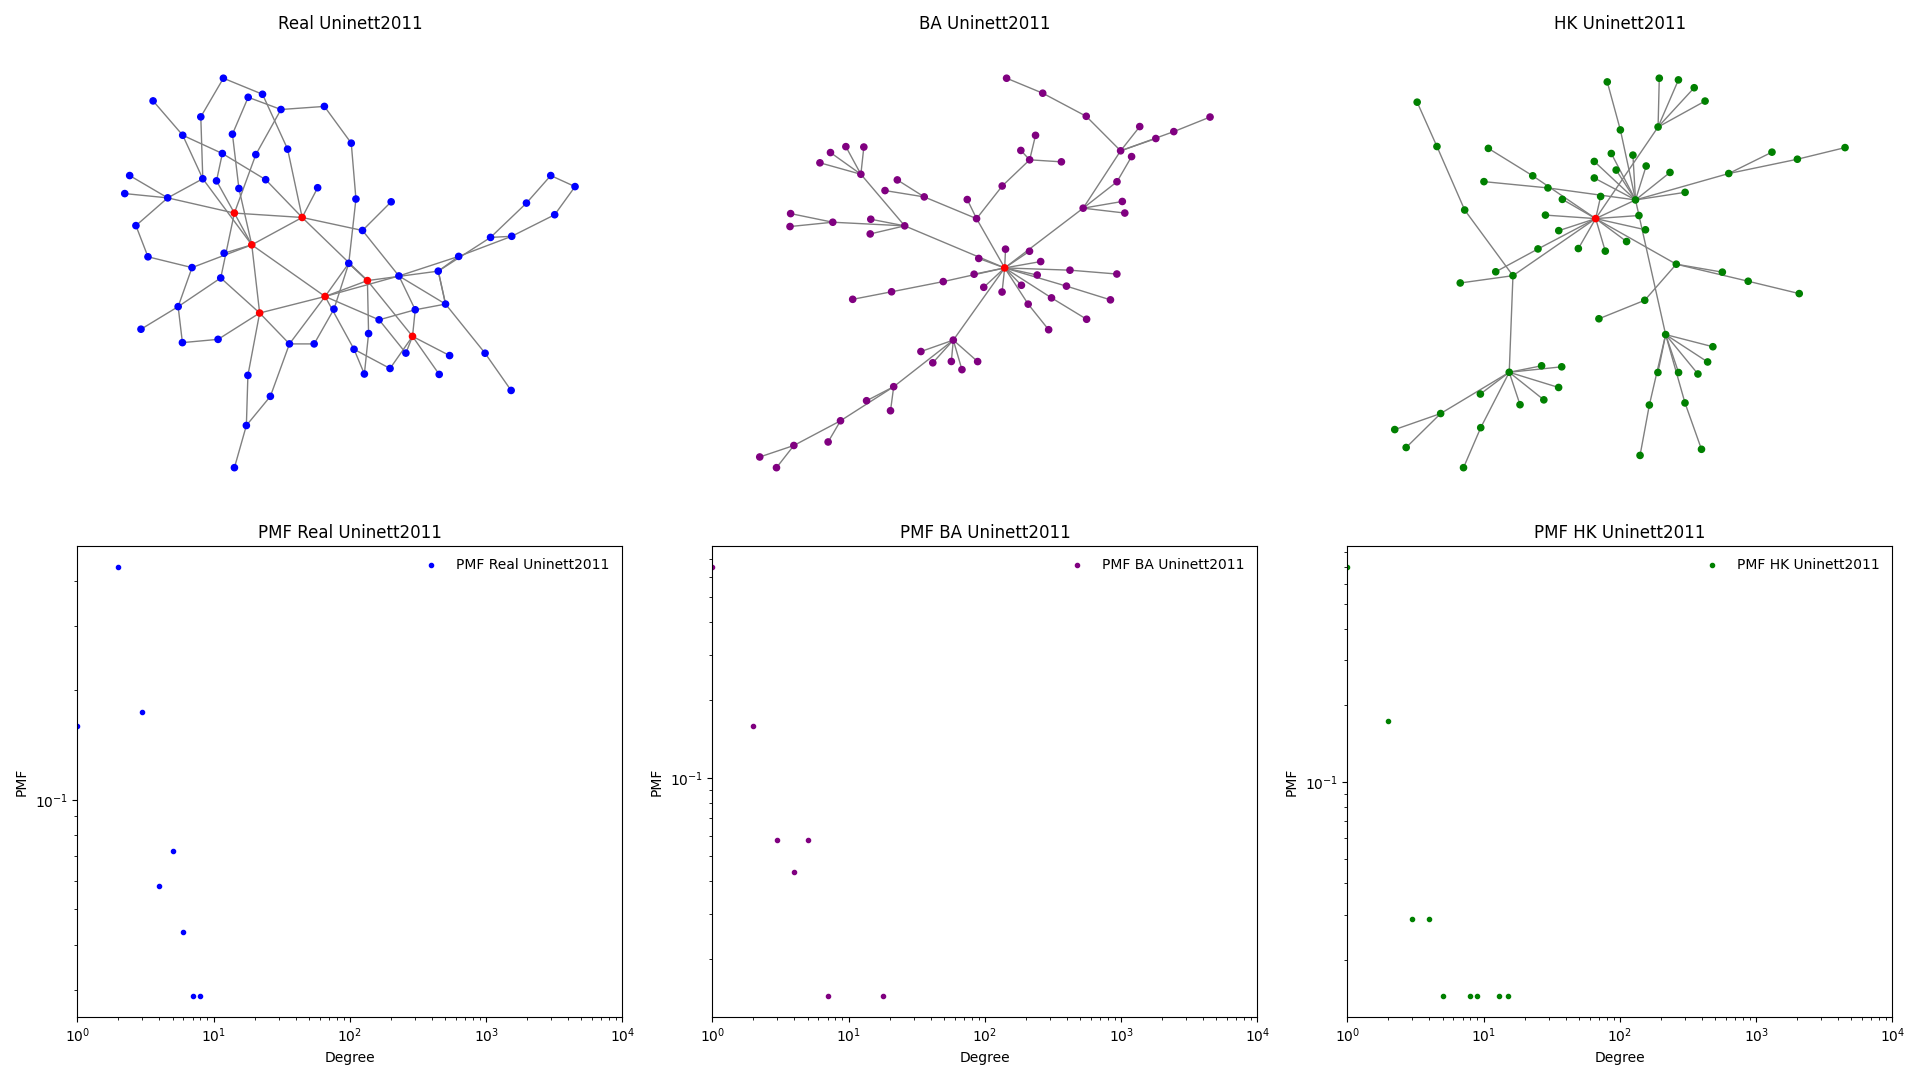 Real Uninett2011
BA Uninett2011
HK Uninett2011
PMF Real Uninett2011
PMF Real Uninett2011
PMF
10⁻¹
10⁰ 10¹ 10² 10³ 10⁴
Degree
PMF BA Uninett2011
PMF BA Uninett2011
PMF
10⁻¹
10⁰ 10¹ 10² 10³ 10⁴
Degree
PMF HK Uninett2011
PMF HK Uninett2011
PMF
10⁻¹
10⁰ 10¹ 10² 10³ 10⁴
Degree